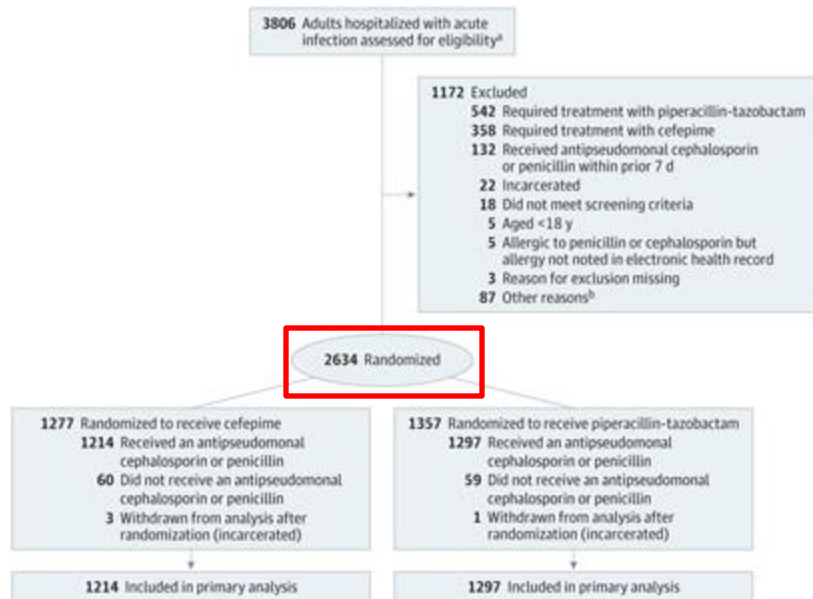 3806 Adults hospitalized with acute
infection assessed for eligibilityᵃ
1172 Excluded
542 Required treatment with piperacillin-tazobactam
358 Required treatment with cefepime
132 Received antipseudomonal cephalosporin
or penicillin within prior 7 d
22 Incarcerated
18 Did not meet screening criteria
5 Aged <18 y
5 Allergic to penicillin or cephalosporin but
allergy not noted in electronic health record
3 Reason for exclusion missing
87 Other reasonsᵇ
2634 Randomized
1277 Randomized to receive cefepime
1214 Received an antipseudomonal
cephalosporin or penicillin
60 Did not receive an antipseudomonal
cephalosporin or penicillin
3 Withdrawn from analysis after
randomization (incarcerated)
1357 Randomized to receive piperacillin-tazobactam
1297 Received an antipseudomonal
cephalosporin or penicillin
59 Did not receive an antipseudomonal
cephalosporin or penicillin
1 Withdrawn from analysis after
randomization (incarcerated)
1214 Included in primary analysis
1297 Included in primary analysis